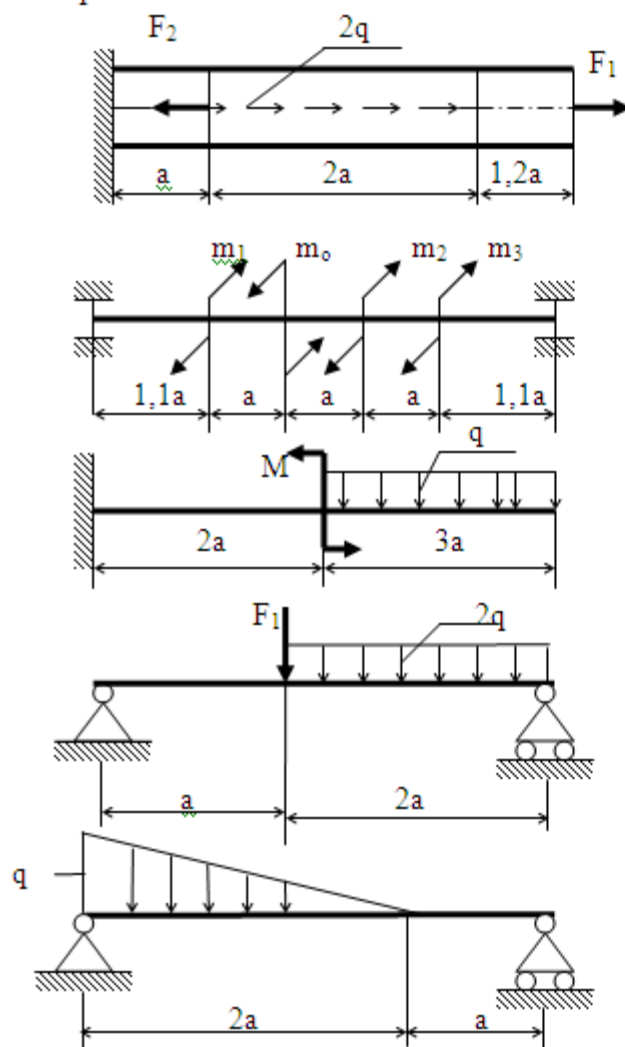 F₂ 2q F₁
a 2a 1,2a
m₁ mₒ m₂ m₃
1,1a a a a 1,1a
q
M
2a 3a
F₁ 2q
a 2a
q
2a a